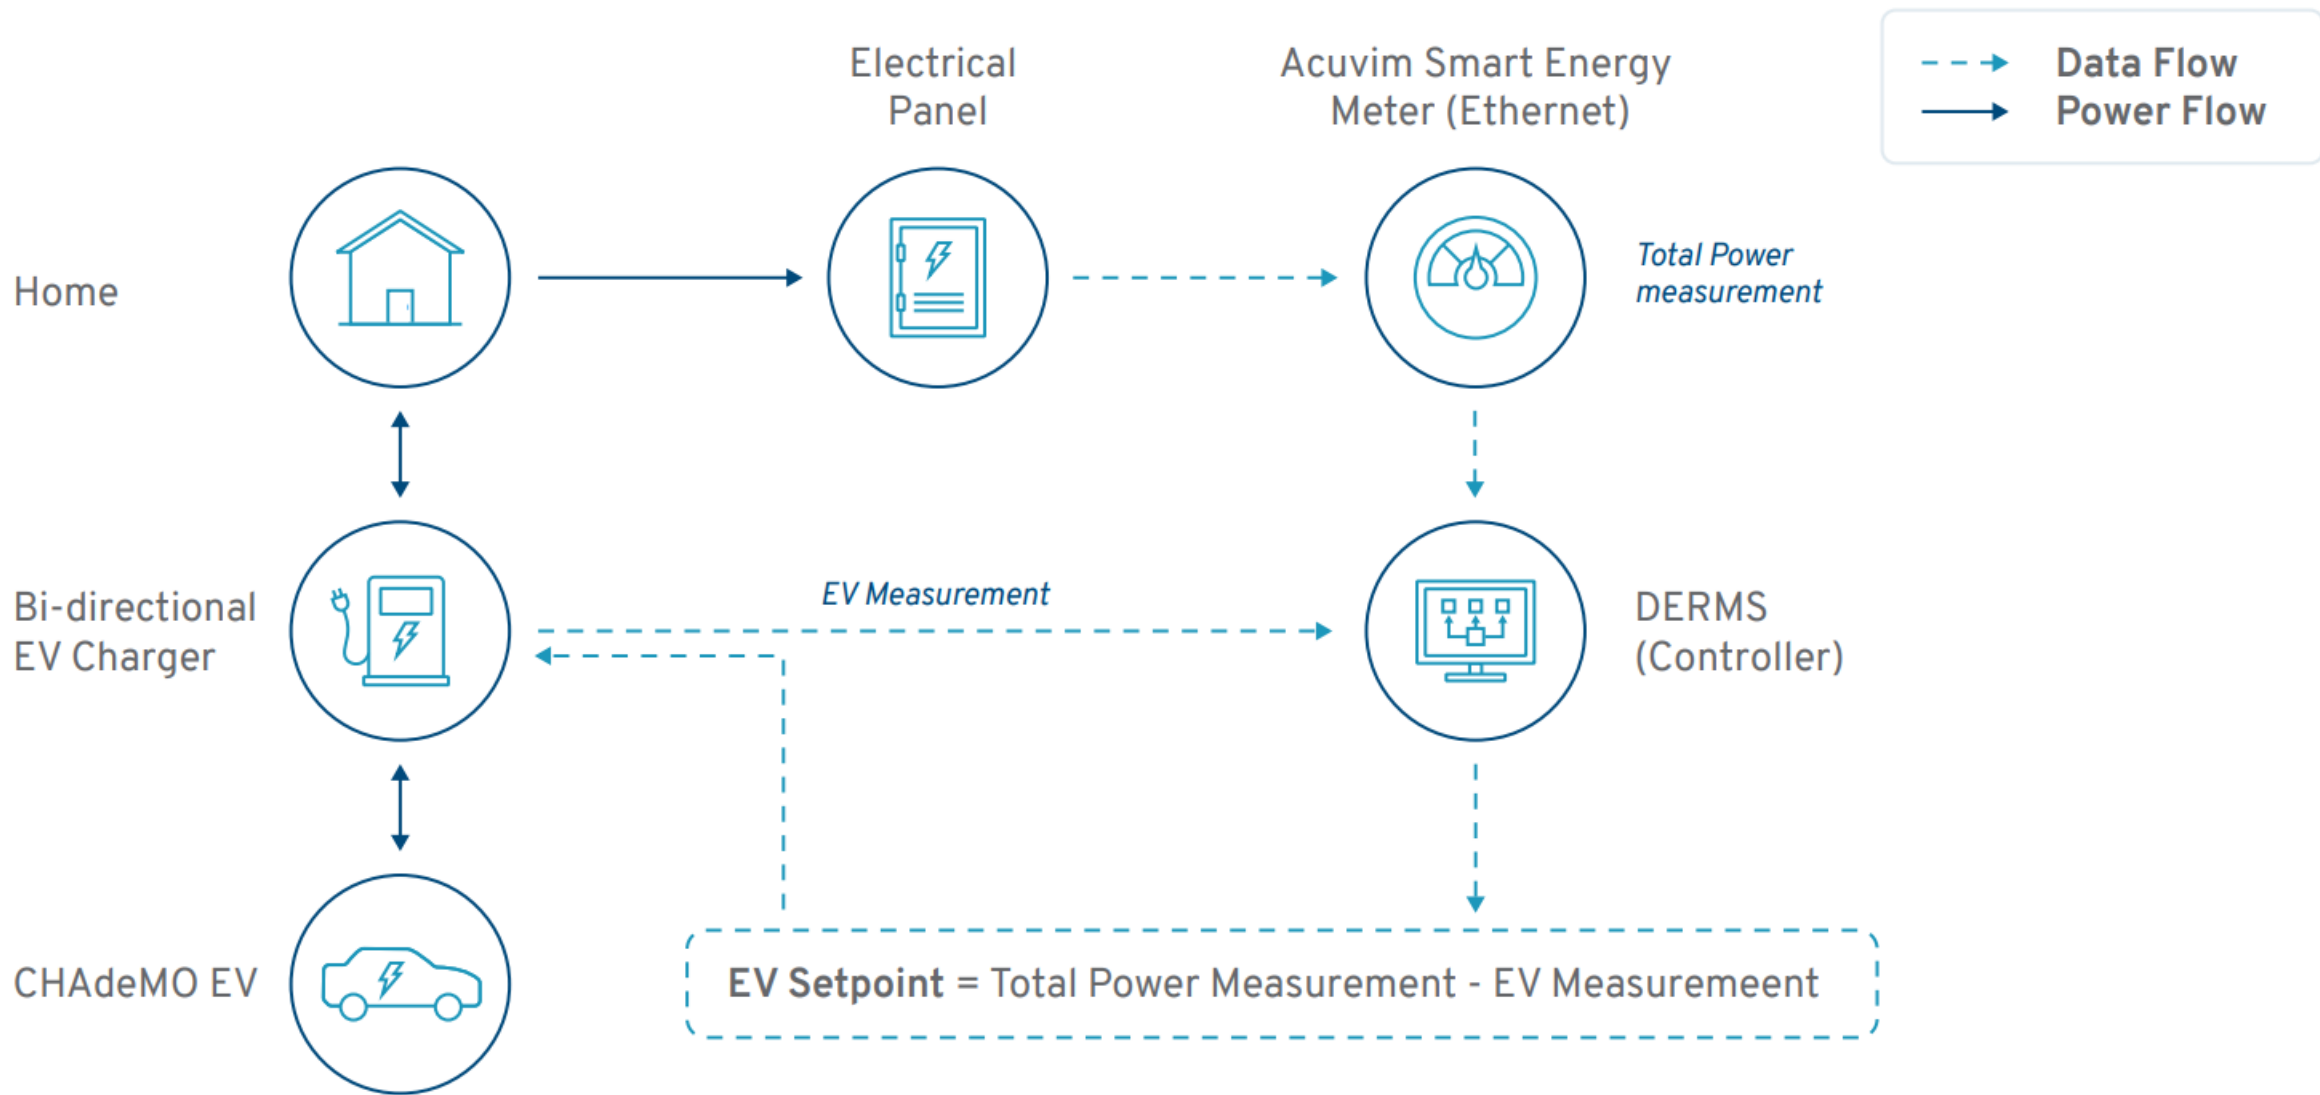 Electrical
Panel
Acuvim Smart Energy
Meter (Ethernet)
Data Flow
Power Flow
Home
Total Power
measurement
Bi-directional
EV Charger
EV Measurement
DERMS
(Controller)
CHAdeMO EV
EV Setpoint = Total Power Measurement - EV Measuremeent